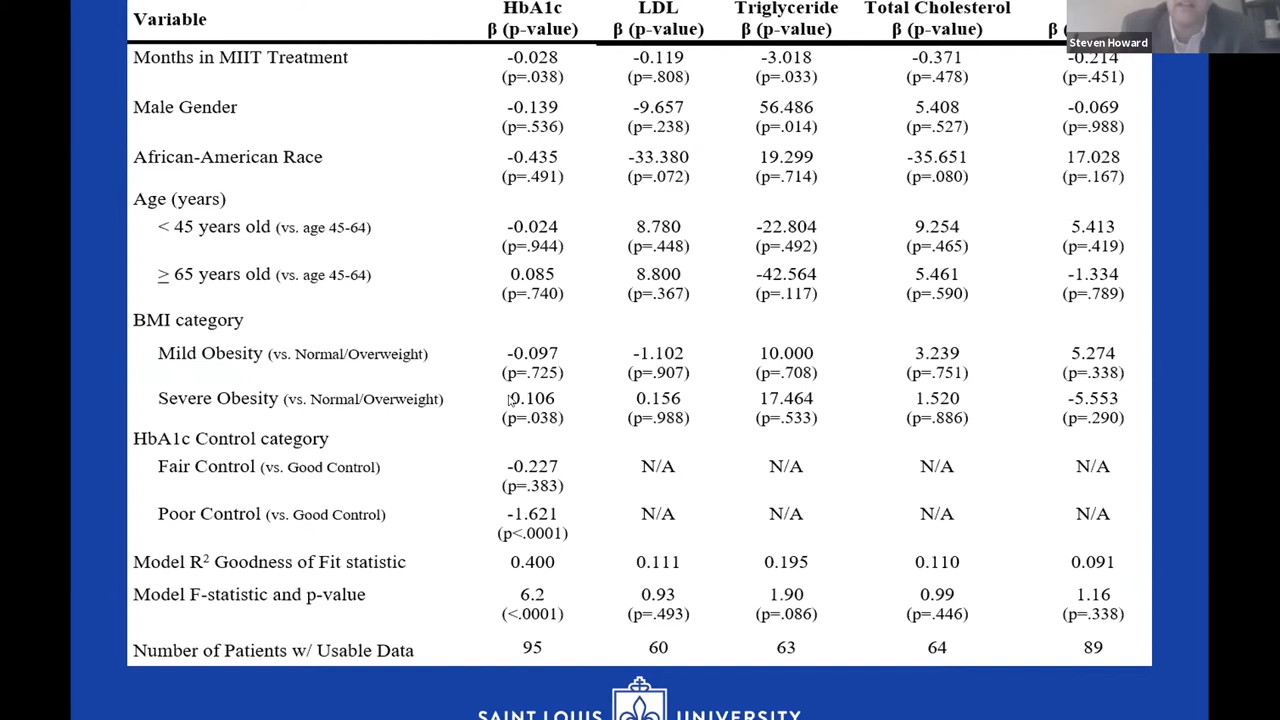 Variable HbA1c LDL Triglyceride Total Cholesterol
β (p-value) β (p-value) β (p-value) β (p-value) β (
Steven Howard
Months in MIIT Treatment -0.028 -0.119 -3.018 -0.371 -0.214
(p=.038) (p=.808) (p=.033) (p=.478) (p=.451)
Male Gender -0.139 -9.657 56.486 5.408 -0.069
(p=.536) (p=.238) (p=.014) (p=.527) (p=.988)
African-American Race -0.435 -33.380 19.299 -35.651 17.028
(p=.491) (p=.072) (p=.714) (p=.080) (p=.167)
Age (years)
< 45 years old (vs. age 45-64) -0.024 8.780 -22.804 9.254 5.413
(p=.944) (p=.448) (p=.492) (p=.465) (p=.419)
≥ 65 years old (vs. age 45-64) 0.085 8.800 -42.564 5.461 -1.334
(p=.740) (p=.367) (p=.117) (p=.590) (p=.789)
BMI category
Mild Obesity (vs. Normal/Overweight) -0.097 -1.102 10.000 3.239 5.274
(p=.725) (p=.907) (p=.708) (p=.751) (p=.338)
Severe Obesity (vs. Normal/Overweight) 0.106 0.156 17.464 1.520 -5.553
(p=.038) (p=.988) (p=.533) (p=.886) (p=.290)
HbA1c Control category
Fair Control (vs. Good Control) -0.227 N/A N/A N/A N/A
(p=.383)
Poor Control (vs. Good Control) -1.621 N/A N/A N/A N/A
(p<.0001)
Model R² Goodness of Fit statistic 0.400 0.111 0.195 0.110 0.091
Model F-statistic and p-value 6.2 0.93 1.90 0.99 1.16
(<.0001) (p=.493) (p=.086) (p=.446) (p=.338)
Number of Patients w/ Usable Data 95 60 63 64 89
SAINT LOUIS UNIVERSITY